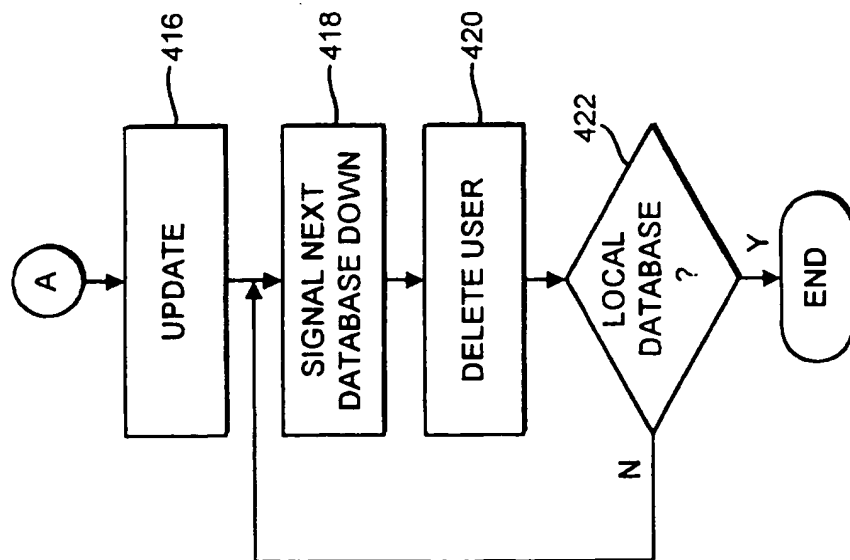 A
UPDATE
416
SIGNAL NEXT
DATABASE DOWN
418
DELETE USER
420
LOCAL
DATABASE
?
422
N
Y
END